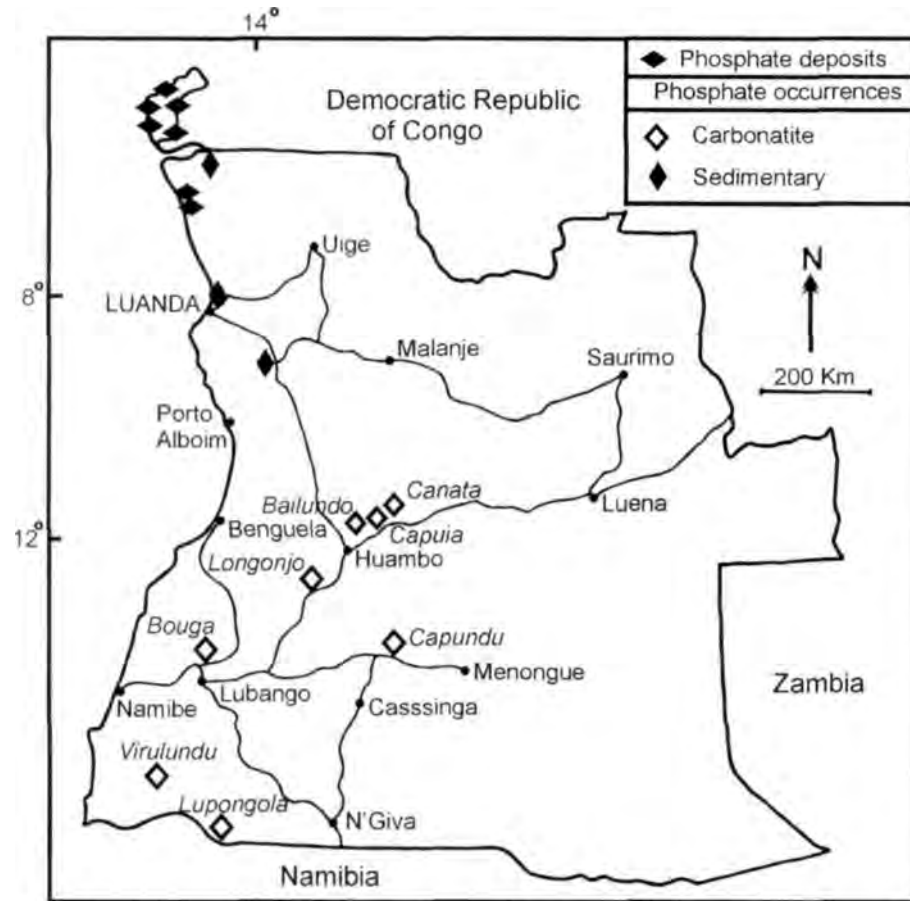 14°
Phosphate deposits
Phosphate occurrences
Carbonatite
Sedimentary
Democratic Republic
of Congo
Uige
N
8°
LUANDA
Malanje
Saurimo
200 Km
Porto
Alboim
Canata
Bailundo
Luena
Benguela
Capuia
12°
Huambo
Longonjo
Bouga
Capundu
Menongue
Lubango
Zambia
Namibe
Casssinga
Virulundu
Lupongola
N'Giva
Namibia